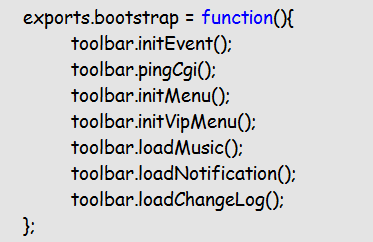 exports.bootstrap = function(){
toolbar.initEvent();
toolbar.pingCgi();
toolbar.initMenu();
toolbar.initVipMenu();
toolbar.loadMusic();
toolbar.loadNotification();
toolbar.loadChangeLog();
};